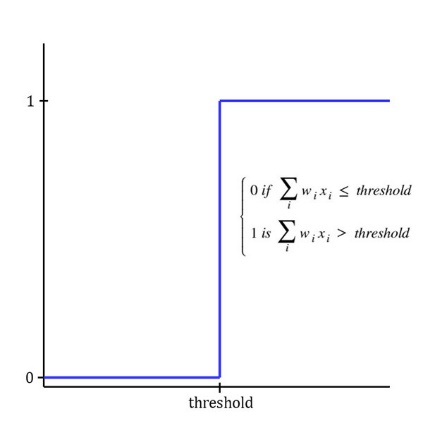 1
0 if ∑ᵢ wᵢxᵢ ≤ threshold
1 is ∑ᵢ wᵢxᵢ > threshold
0
threshold